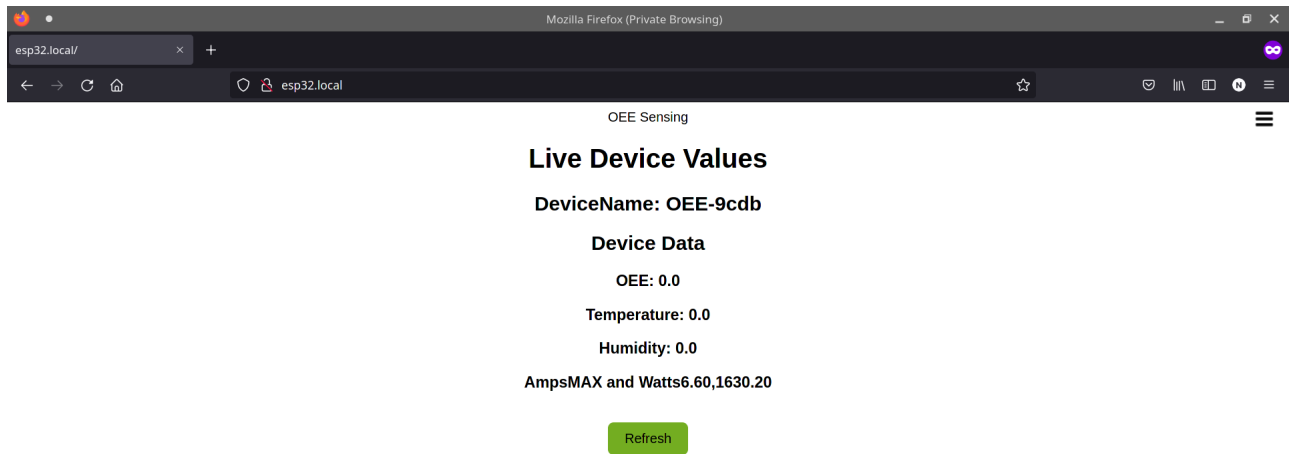 Mozilla Firefox (Private Browsing)
esp32.local/
esp32.local
N
OEE Sensing
Live Device Values
DeviceName: OEE-9cdb
Device Data
OEE: 0.0
Temperature: 0.0
Humidity: 0.0
AmpsMAX and Watts6.60,1630.20
Refresh